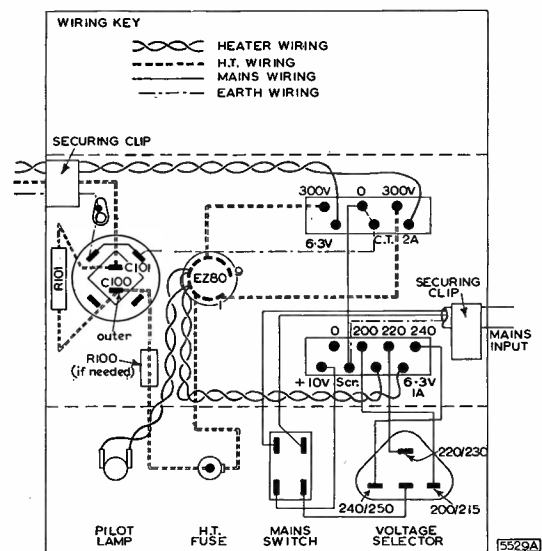 WIRING KEY
HEATER WIRING
H.T. WIRING
MAINS WIRING
EARTH WIRING
SECURING CLIP
300V O 300V
6·3V C.T. 2A
R101
C101
C100
EZ80
9
1
outer
SECURING
CLIP
MAINS
INPUT
O 200 220 240
R100
(if needed)
+10V Scr. 6·3V
1A
220/230
240/250
200/215
PILOT
LAMP
H.T.
FUSE
MAINS
SWITCH
VOLTAGE
SELECTOR
5529A